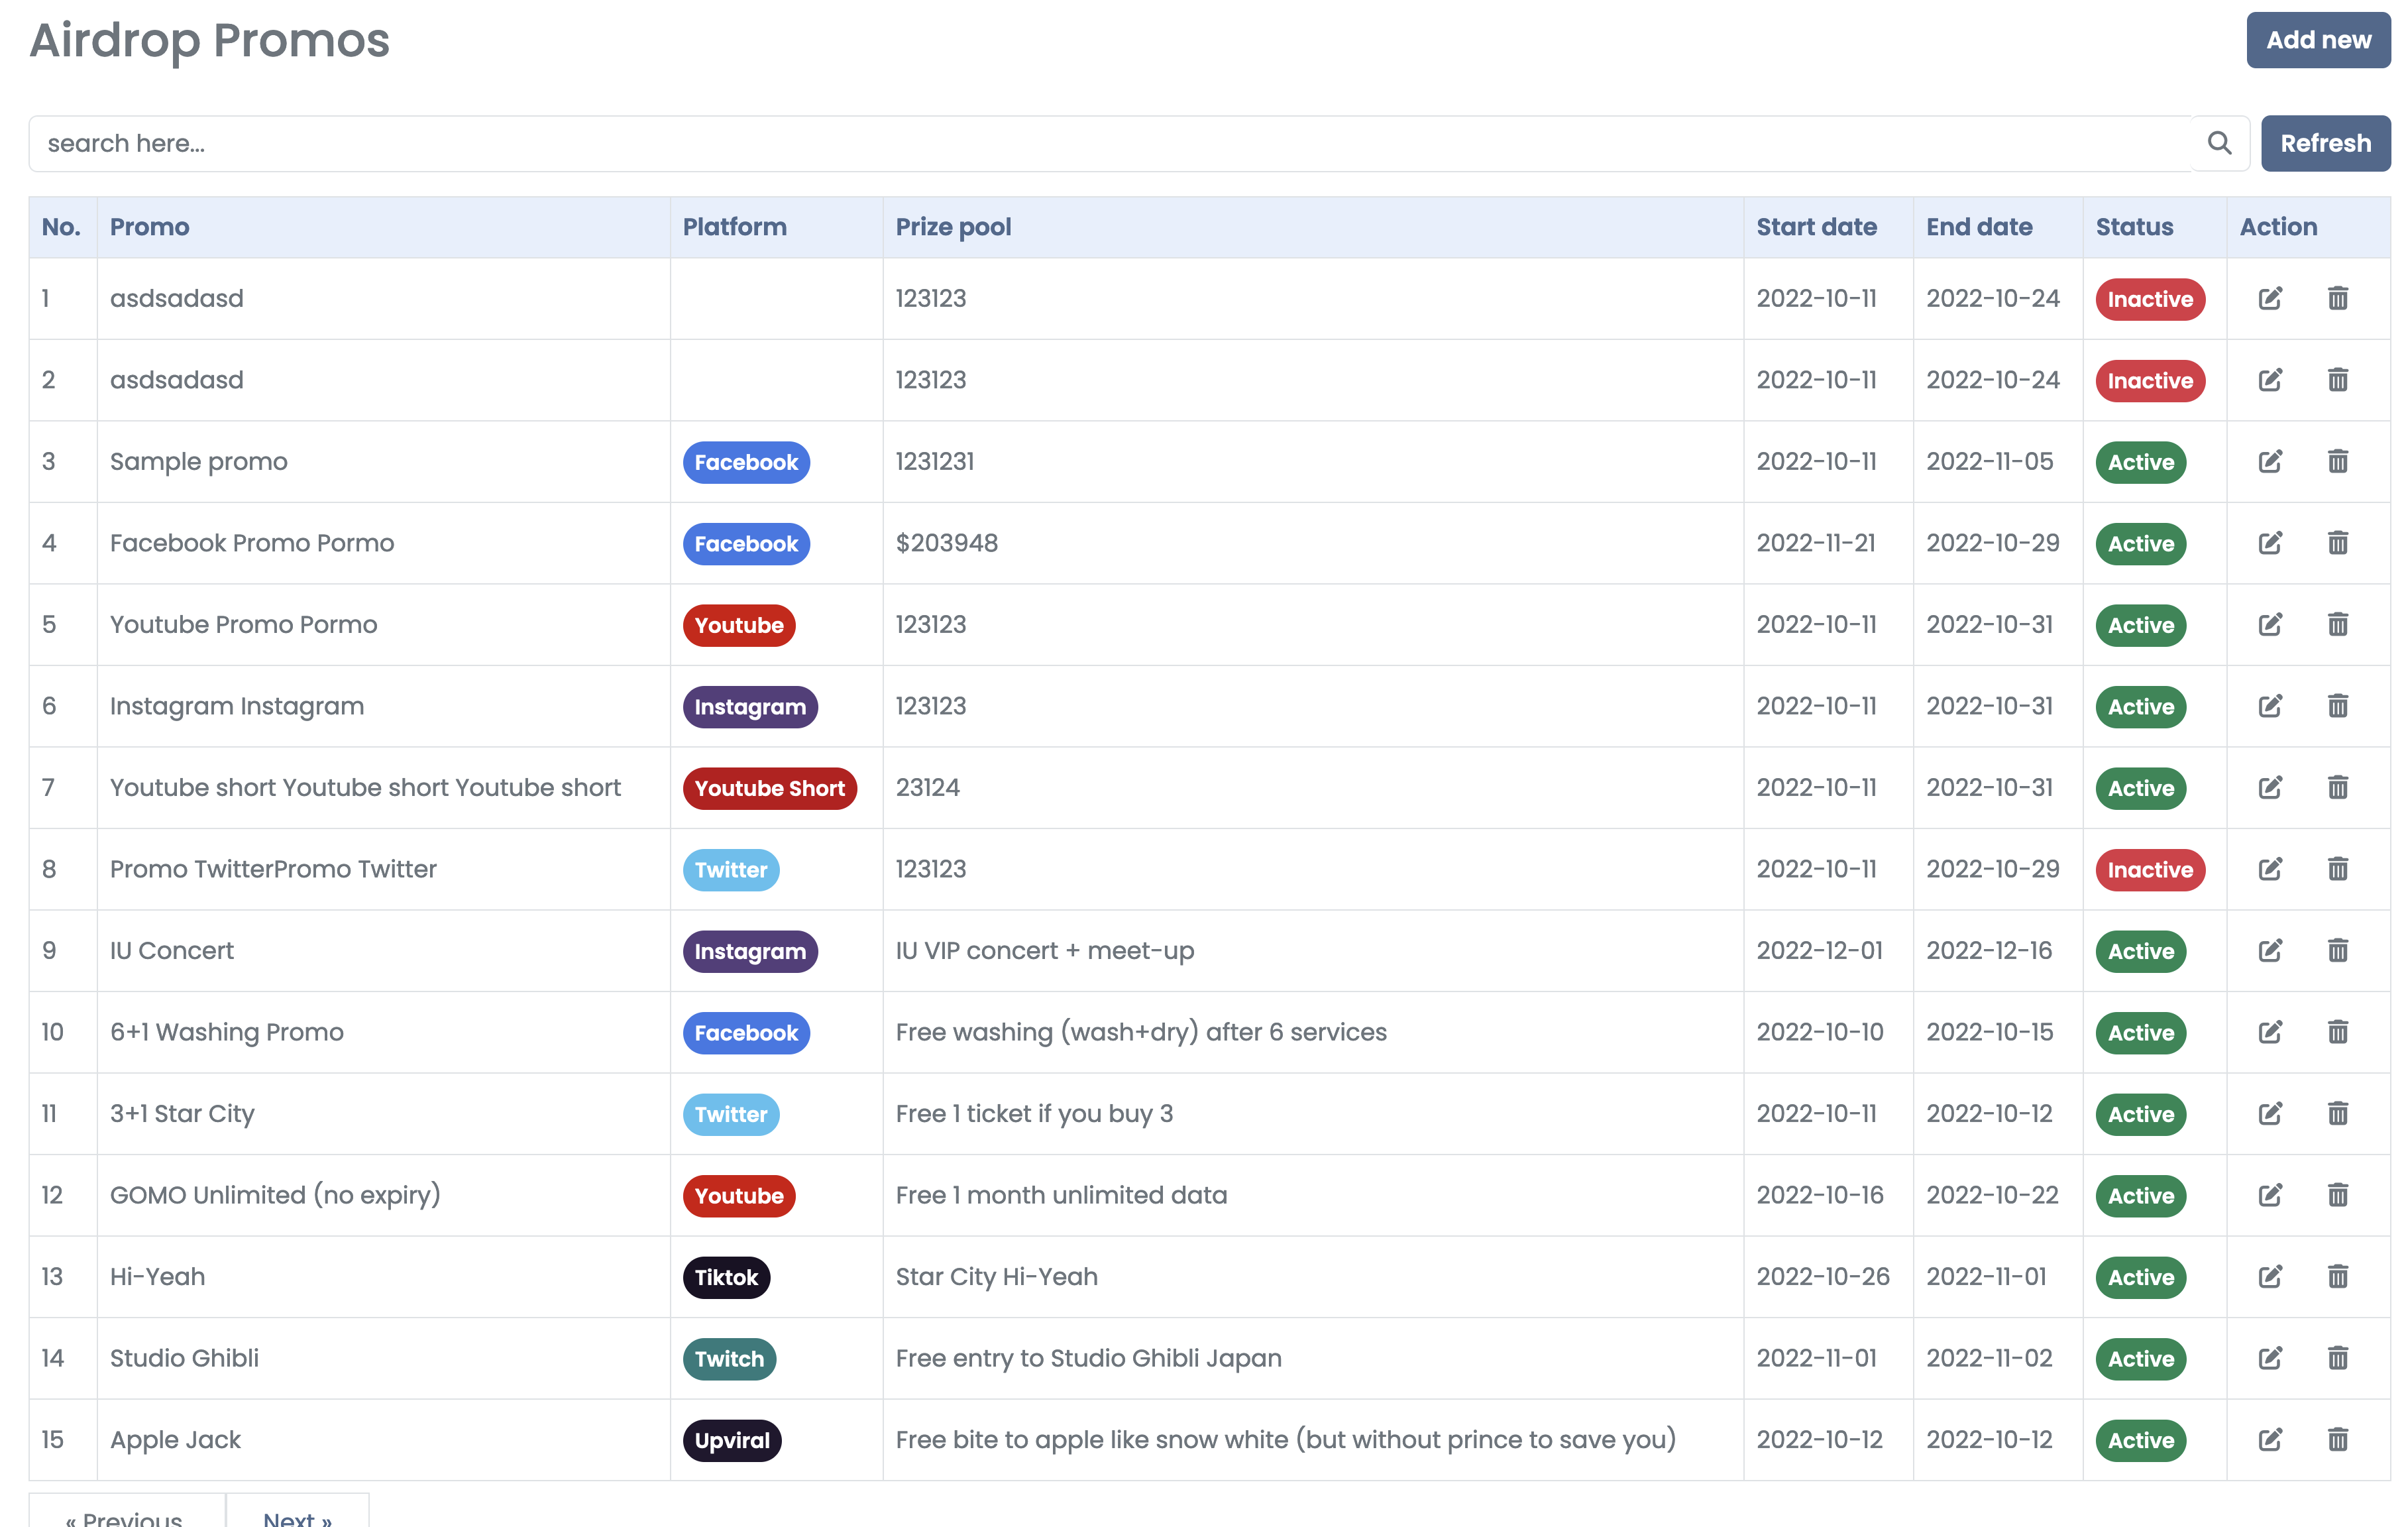 Airdrop Promos
Add new
search here...
Refresh
No. Promo Platform Prize pool Start date End date Status Action
1 asdsadasd 123123 2022-10-11 2022-10-24 Inactive
2 asdsadasd 123123 2022-10-11 2022-10-24 Inactive
3 Sample promo Facebook 1231231 2022-10-11 2022-11-05 Active
4 Facebook Promo Pormo Facebook $203948 2022-11-21 2022-10-29 Active
5 Youtube Promo Pormo Youtube 123123 2022-10-11 2022-10-31 Active
6 Instagram Instagram Instagram 123123 2022-10-11 2022-10-31 Active
7 Youtube short Youtube short Youtube short Youtube Short 23124 2022-10-11 2022-10-31 Active
8 Promo TwitterPromo Twitter Twitter 123123 2022-10-11 2022-10-29 Inactive
9 IU Concert Instagram IU VIP concert + meet-up 2022-12-01 2022-12-16 Active
10 6+1 Washing Promo Facebook Free washing (wash+dry) after 6 services 2022-10-10 2022-10-15 Active
11 3+1 Star City Twitter Free 1 ticket if you buy 3 2022-10-11 2022-10-12 Active
12 GOMO Unlimited (no expiry) Youtube Free 1 month unlimited data 2022-10-16 2022-10-22 Active
13 Hi-Yeah Tiktok Star City Hi-Yeah 2022-10-26 2022-11-01 Active
14 Studio Ghibli Twitch Free entry to Studio Ghibli Japan 2022-11-01 2022-11-02 Active
15 Apple Jack Upviral Free bite to apple like snow white (but without prince to save you) 2022-10-12 2022-10-12 Active
« Previous Next »